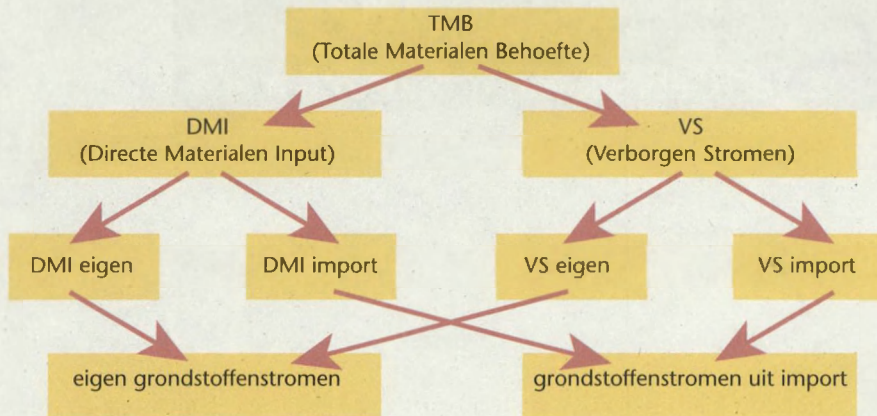 TMB
(Totale Materialen Behoefte)
DMI
(Directe Materialen Input)
VS
(Verborgen Stromen)
DMI eigen
DMI import
VS eigen
VS import
eigen grondstoffenstromen
grondstoffenstromen uit import